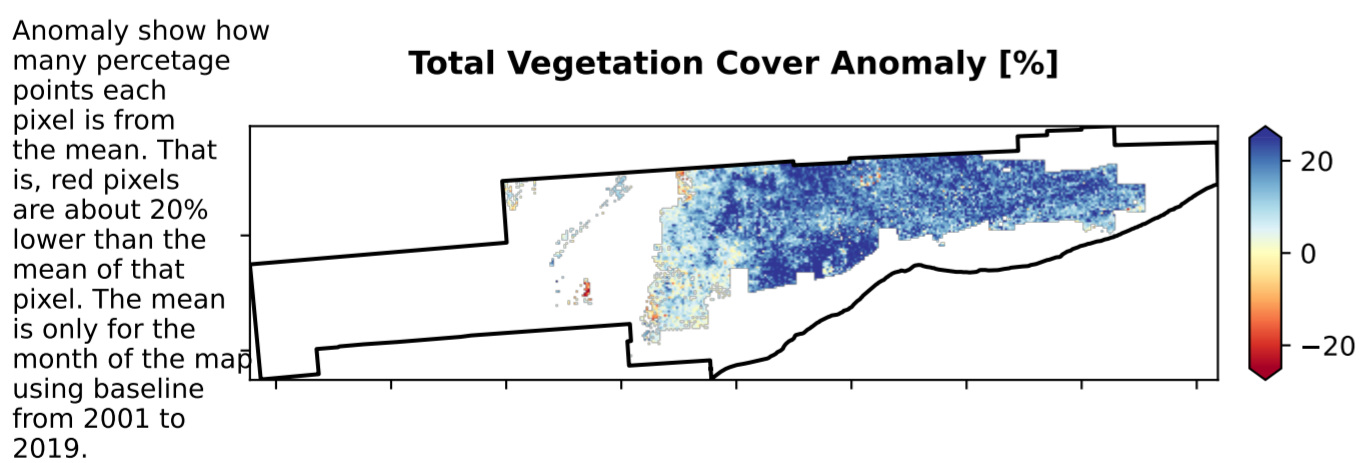 Anomaly show how
many percetage
points each
pixel is from
the mean. That
is, red pixels
are about 20%
lower than the
mean of that
pixel. The mean
is only for the
month of the map
using baseline
from 2001 to
2019.
Total Vegetation Cover Anomaly [%]
20
0
−20